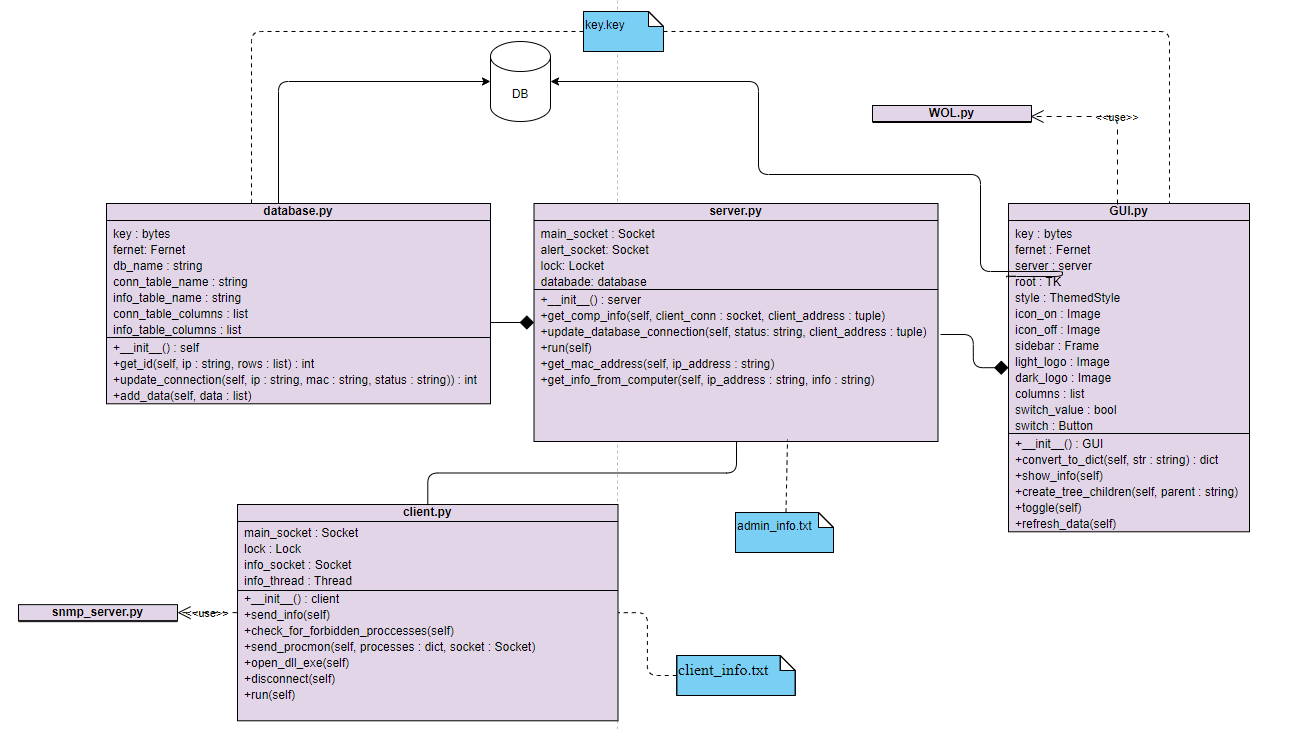 key.key
DB
WOL.py
<<use>>
database.py
key : bytes
fernet: Fernet
db_name : string
conn_table_name : string
info_table_name : string
conn_table_columns : list
info_table_columns : list
+__init__() : self
+get_id(self, ip : string, rows : list) : int
+update_connection(self, ip : string, mac : string, status : string)) : int
+add_data(self, data : list)
server.py
main_socket : Socket
alert_socket: Socket
lock: Locket
databade: database
+__init__() : server
+get_comp_info(self, client_conn : socket, client_address : tuple)
+update_database_connection(self, status: string, client_address : tuple)
+run(self)
+get_mac_address(self, ip_address : string)
+get_info_from_computer(self, ip_address : string, info : string)
GUI.py
key : bytes
fernet : Fernet
server : server
root : TK
style : ThemedStyle
icon_on : Image
icon_off : Image
sidebar : Frame
light_logo : Image
dark_logo : Image
columns : list
switch_value : bool
switch : Button
+__init__() : GUI
+convert_to_dict(self, str : string) : dict
+show_info(self)
+create_tree_children(self, parent : string)
+toggle(self)
+refresh_data(self)
client.py
main_socket : Socket
lock : Lock
info_socket : Socket
info_thread : Thread
+__init__() : client
+send_info(self)
+check_for_forbidden_proccesses(self)
+send_procmon(self, processes : dict, socket : Socket)
+open_dll_exe(self)
+disconnect(self)
+run(self)
admin_info.txt
snmp_server.py
<<use>>
client_info.txt